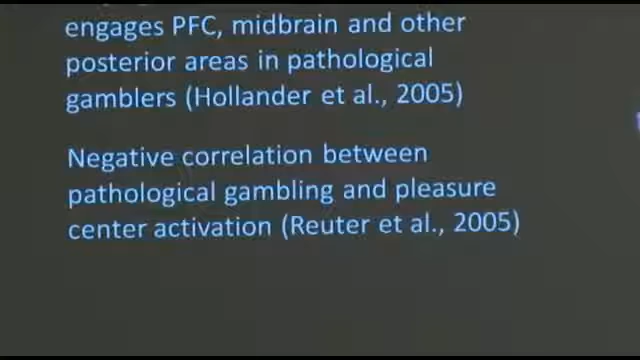 engages PFC, midbrain and other
posterior areas in pathological
gamblers (Hollander et al., 2005)
Negative correlation between
pathological gambling and pleasure
center activation (Reuter et al., 2005)